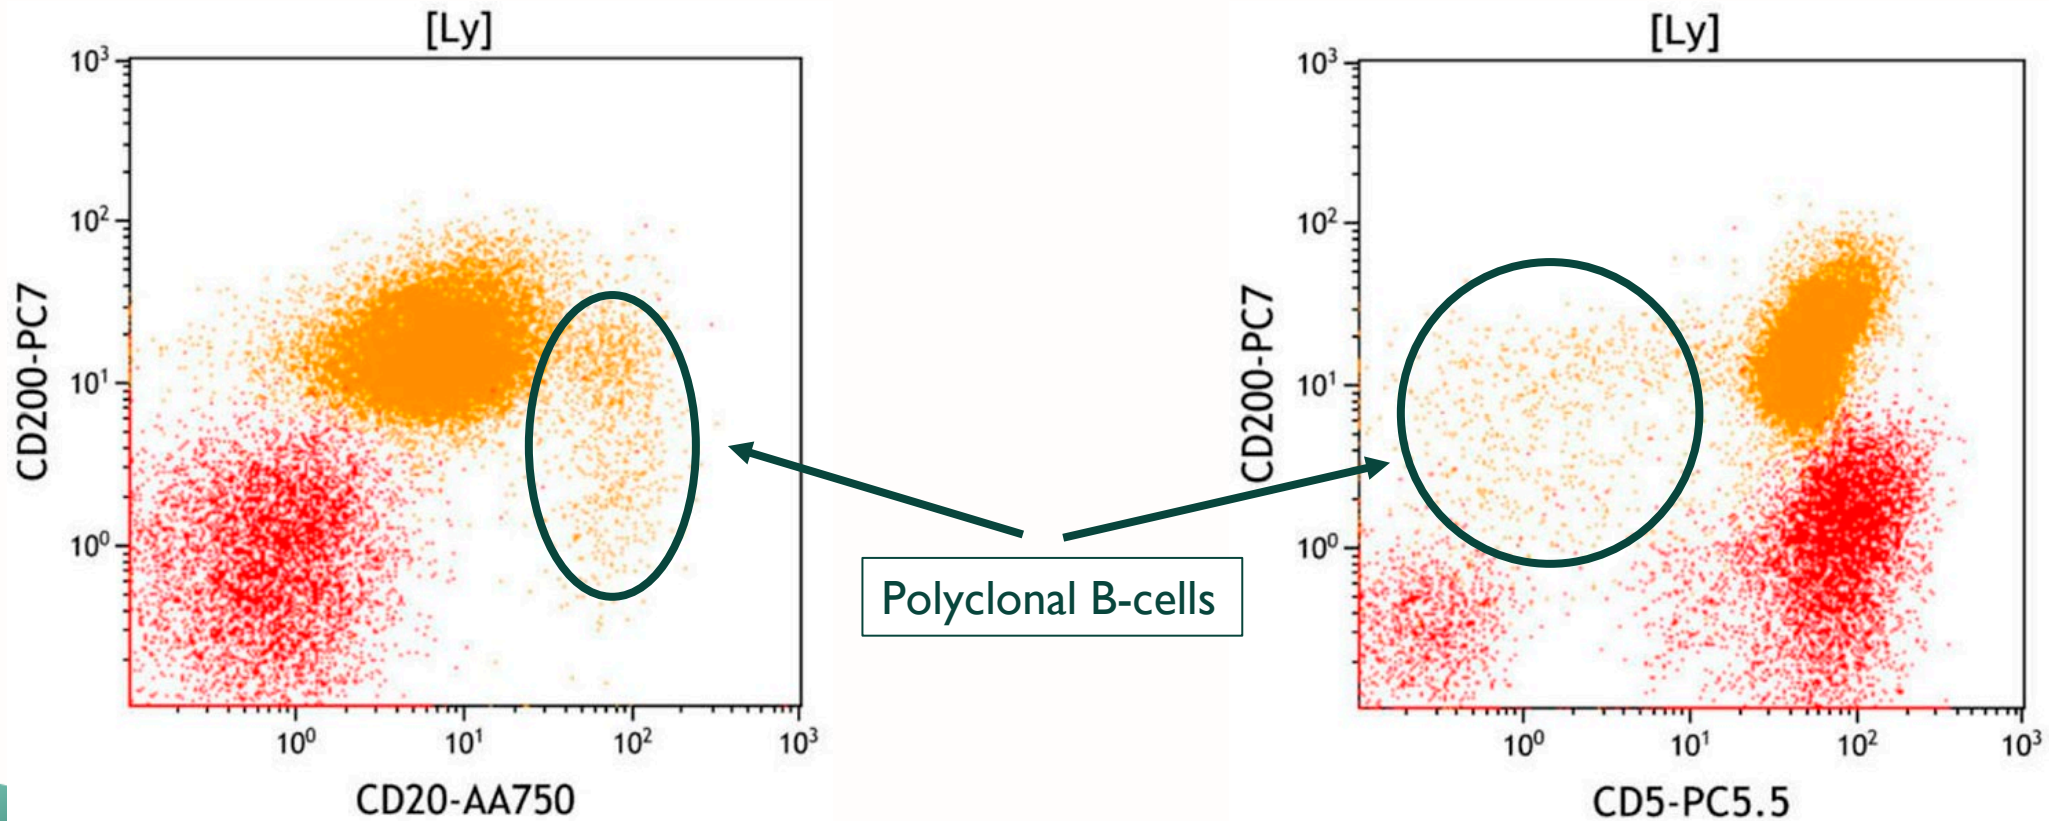 [Ly]
10³
10²
10¹
10⁰
CD200-PC7
10⁰ 10¹ 10² 10³
CD20-AA750
Polyclonal B-cells
[Ly]
10³
10²
10¹
10⁰
CD200-PC7
10⁰ 10¹ 10² 10³
CD5-PC5.5